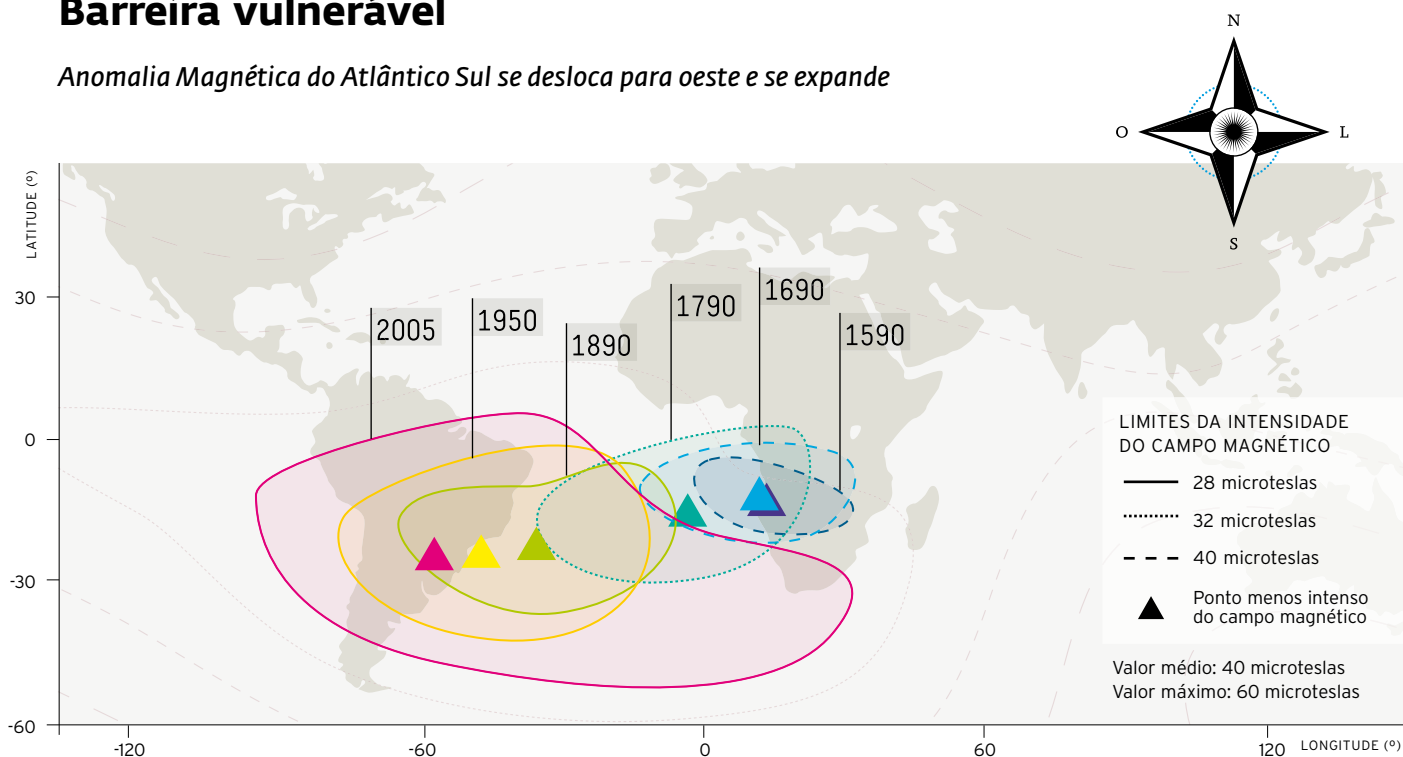 Barreira vulnerável
Anomalia Magnética do Atlântico Sul se desloca para oeste e se expande
N
O
L
S
LATITUDE (º)
30
0
-30
-60
2005
1950
1890
1790
1690
1590
LIMITES DA INTENSIDADE
DO CAMPO MAGNÉTICO
28 microteslas
32 microteslas
40 microteslas
Ponto menos intenso
do campo magnético
Valor médio: 40 microteslas
Valor máximo: 60 microteslas
-120
-60
0
60
120
LONGITUDE (º)